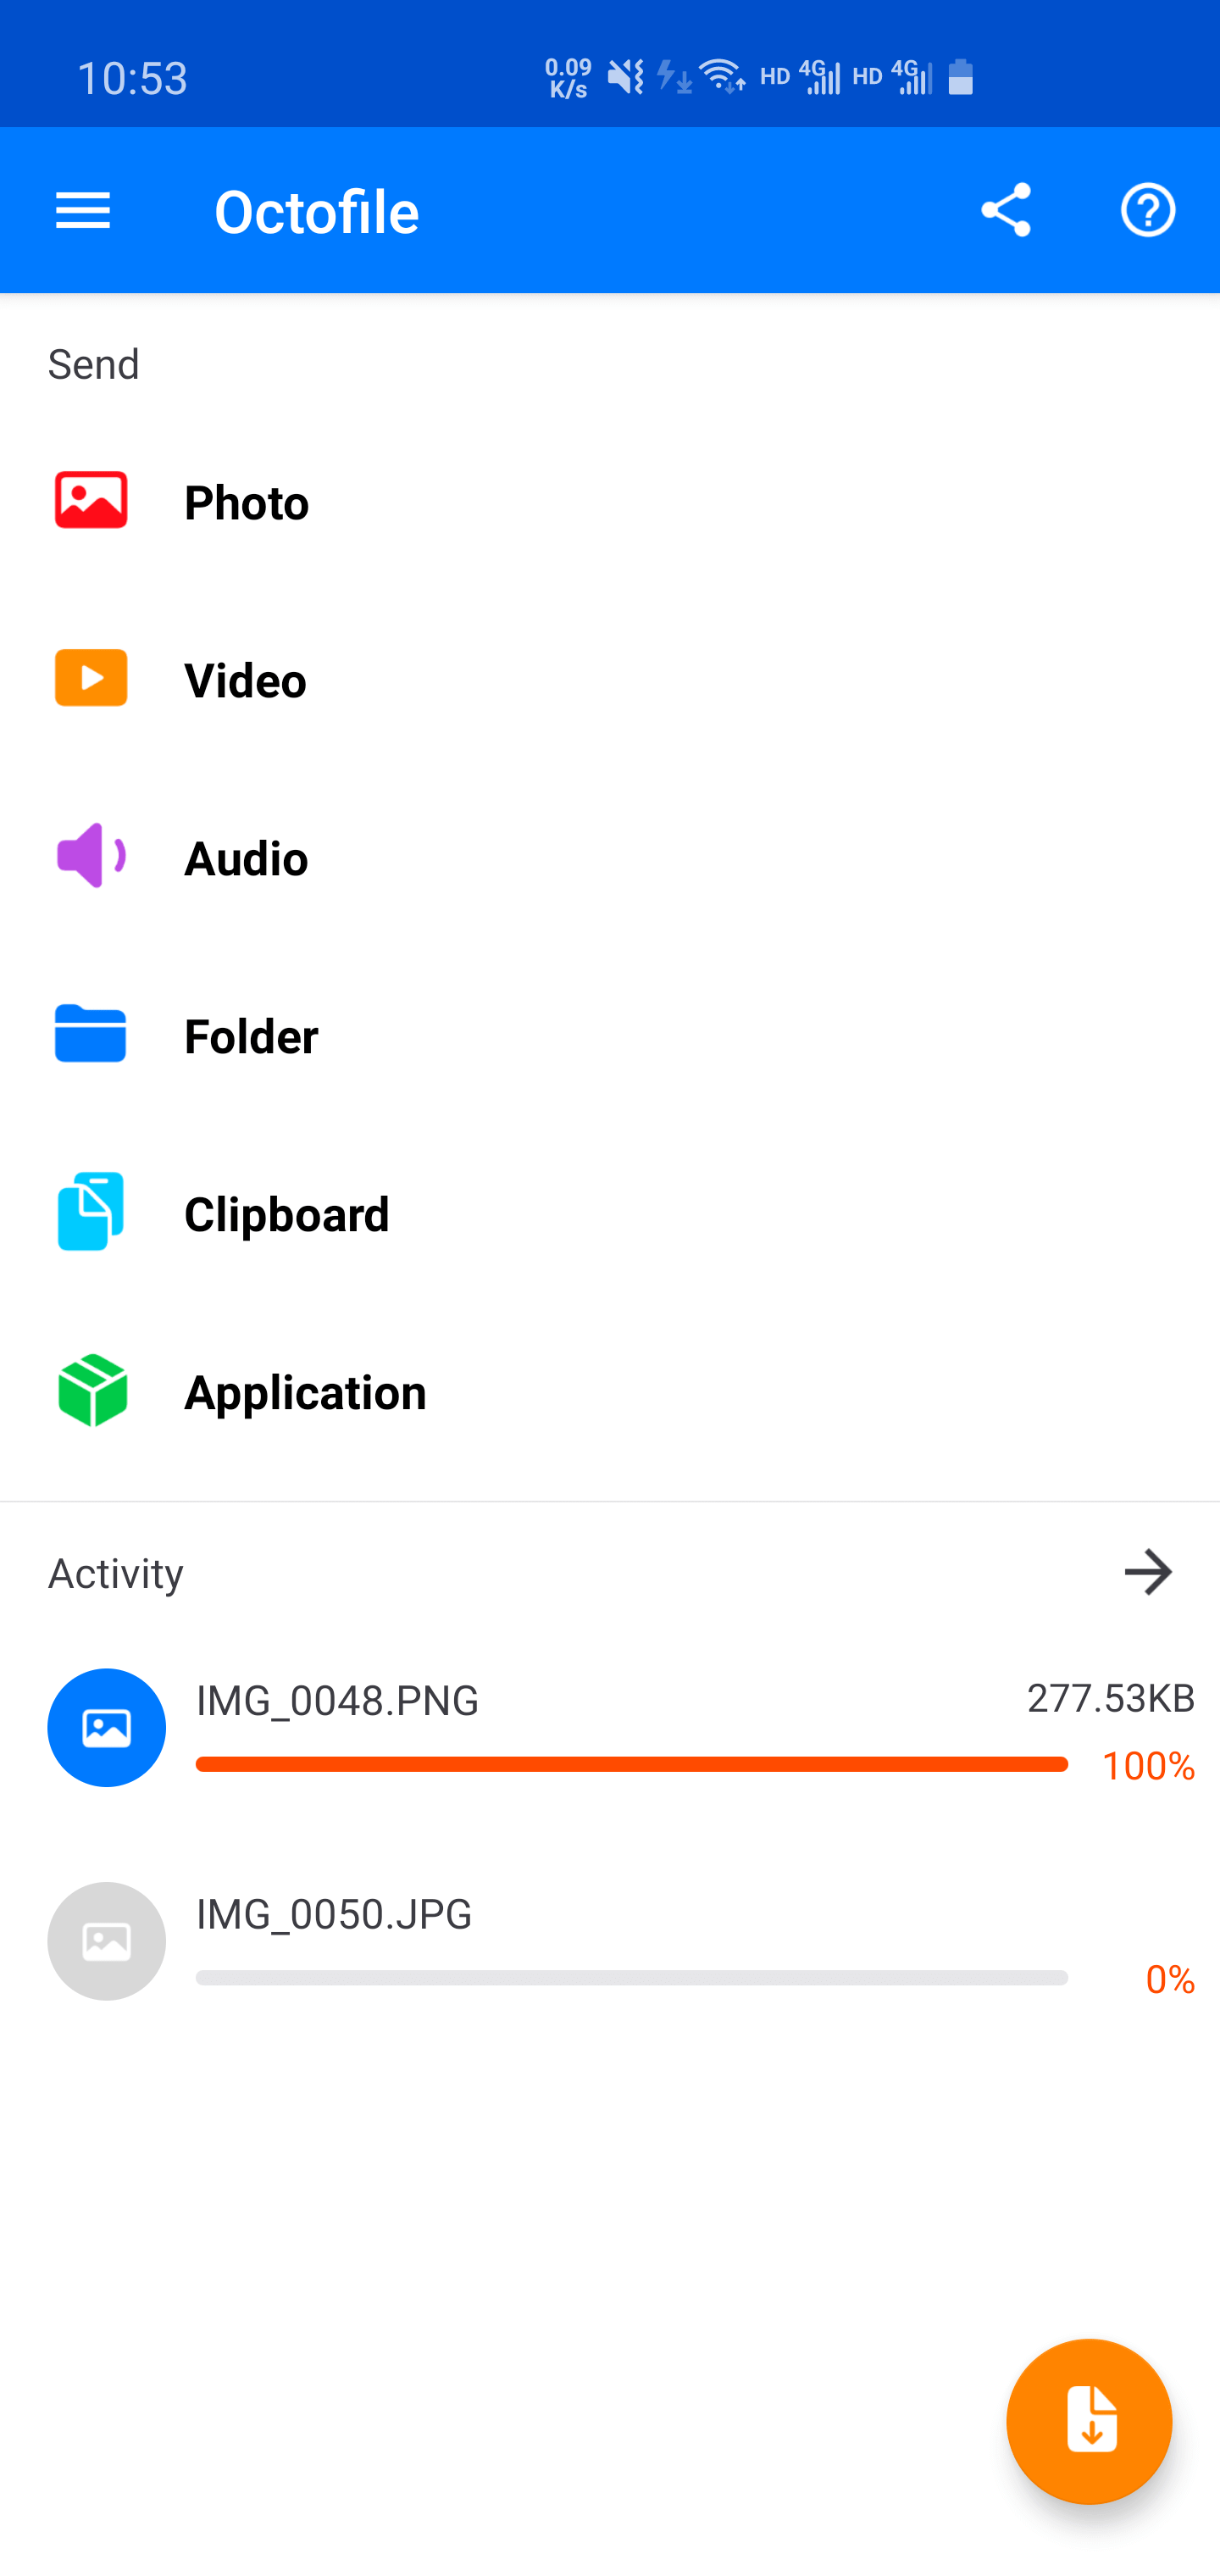 10:53
0.09
K/s
HD 4G HD 4G
Octofile
Send
Photo
Video
Audio
Folder
Clipboard
Application
Activity
IMG_0048.PNG 277.53KB
100%
IMG_0050.JPG
0%